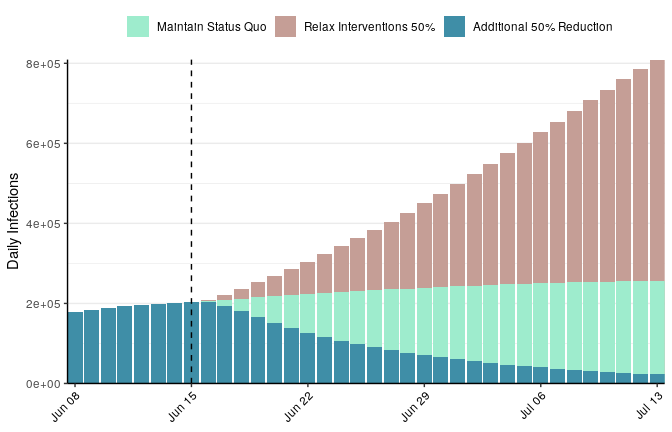 Maintain Status Quo Relax Interventions 50% Additional 50% Reduction
Daily Infections
8e+05
6e+05
4e+05
2e+05
0e+00
Jun 08 Jun 15 Jun 22 Jun 29 Jul 06 Jul 13